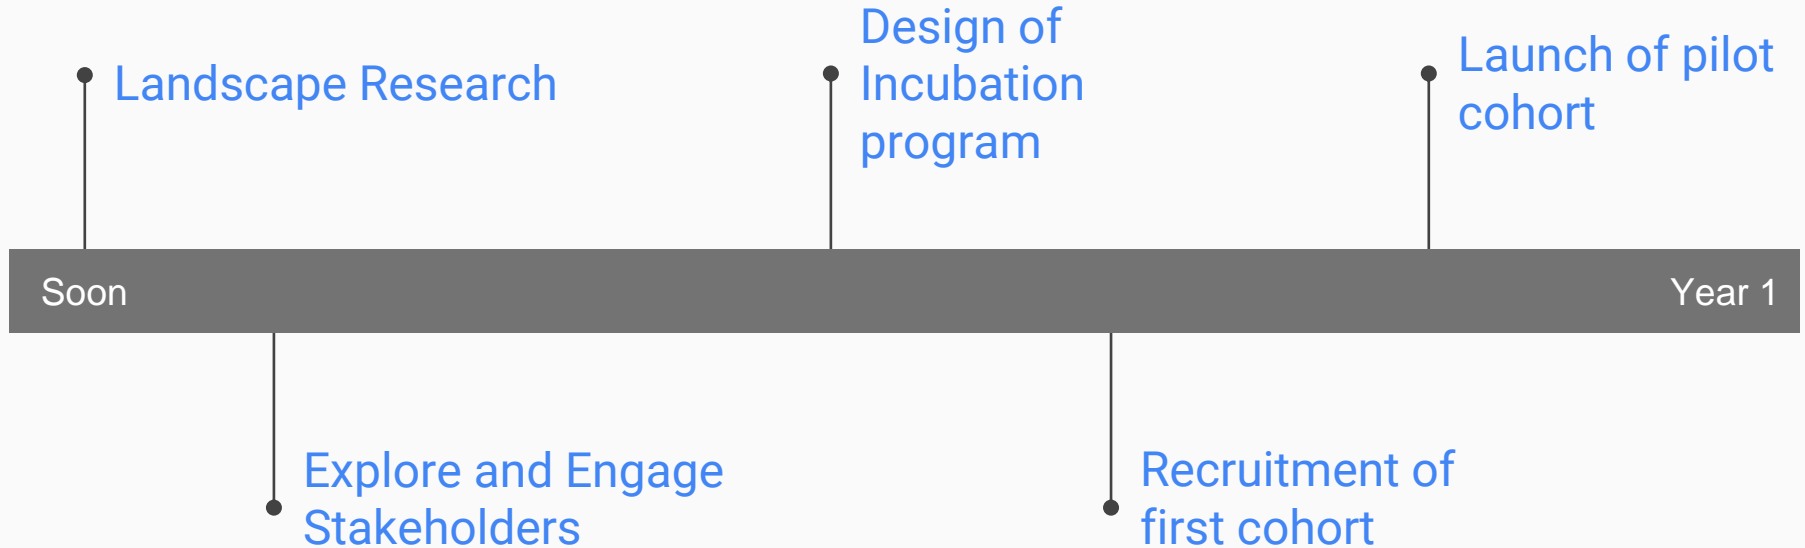 Landscape Research
Design of
Incubation
program
Launch of pilot
cohort
Soon
Year 1
Explore and Engage
Stakeholders
Recruitment of
first cohort